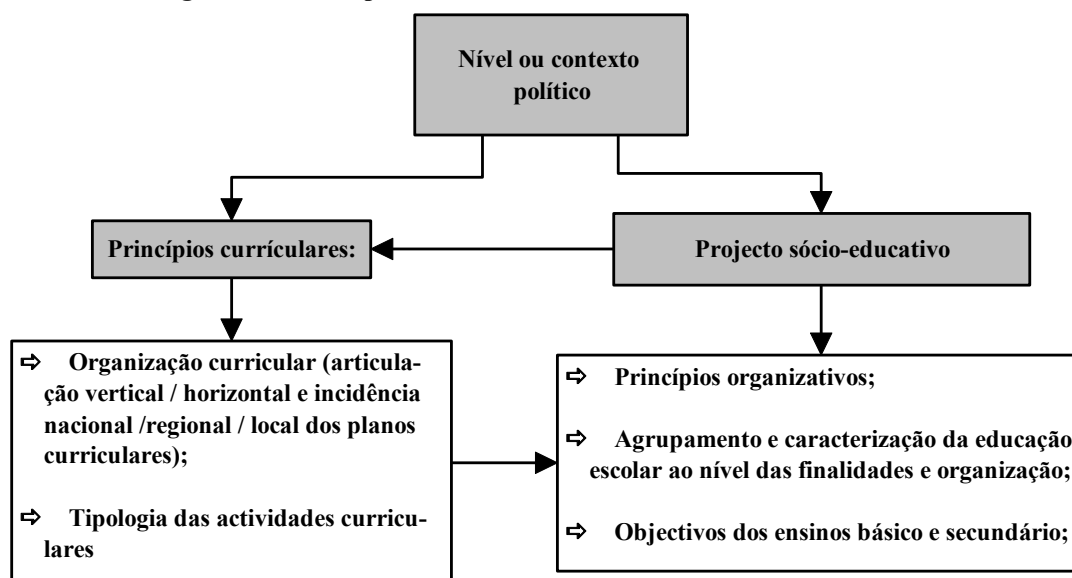 Nível ou contexto
político
Princípios currículares:
Projecto sócio-educativo
⇨ Organização curricular (articula-
ção vertical / horizontal e incidência
nacional /regional / local dos planos
curriculares);
⇨ Tipologia das actividades curricu-
lares
⇨ Princípios organizativos;
⇨ Agrupamento e caracterização da educação
escolar ao nível das finalidades e organização;
⇨ Objectivos dos ensinos básico e secundário;